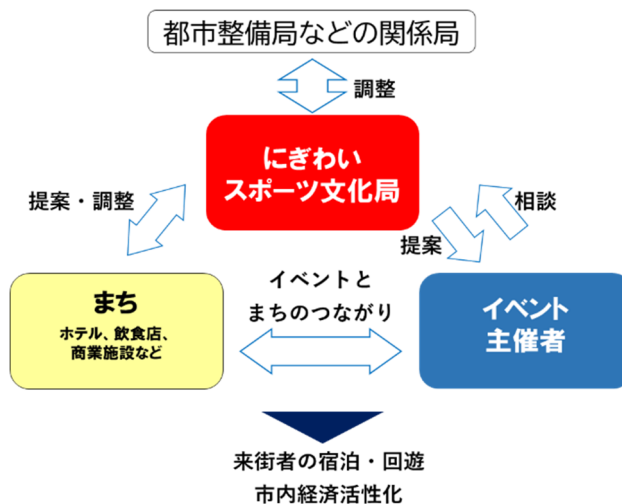 都市整備局などの関係局
調整
にぎわい
スポーツ文化局
提案・調整
相談
提案
まち
ホテル、飲食店、
商業施設など
イベントと
まちのつながり
イベント
主催者
来街者の宿泊・回遊
市内経済活性化